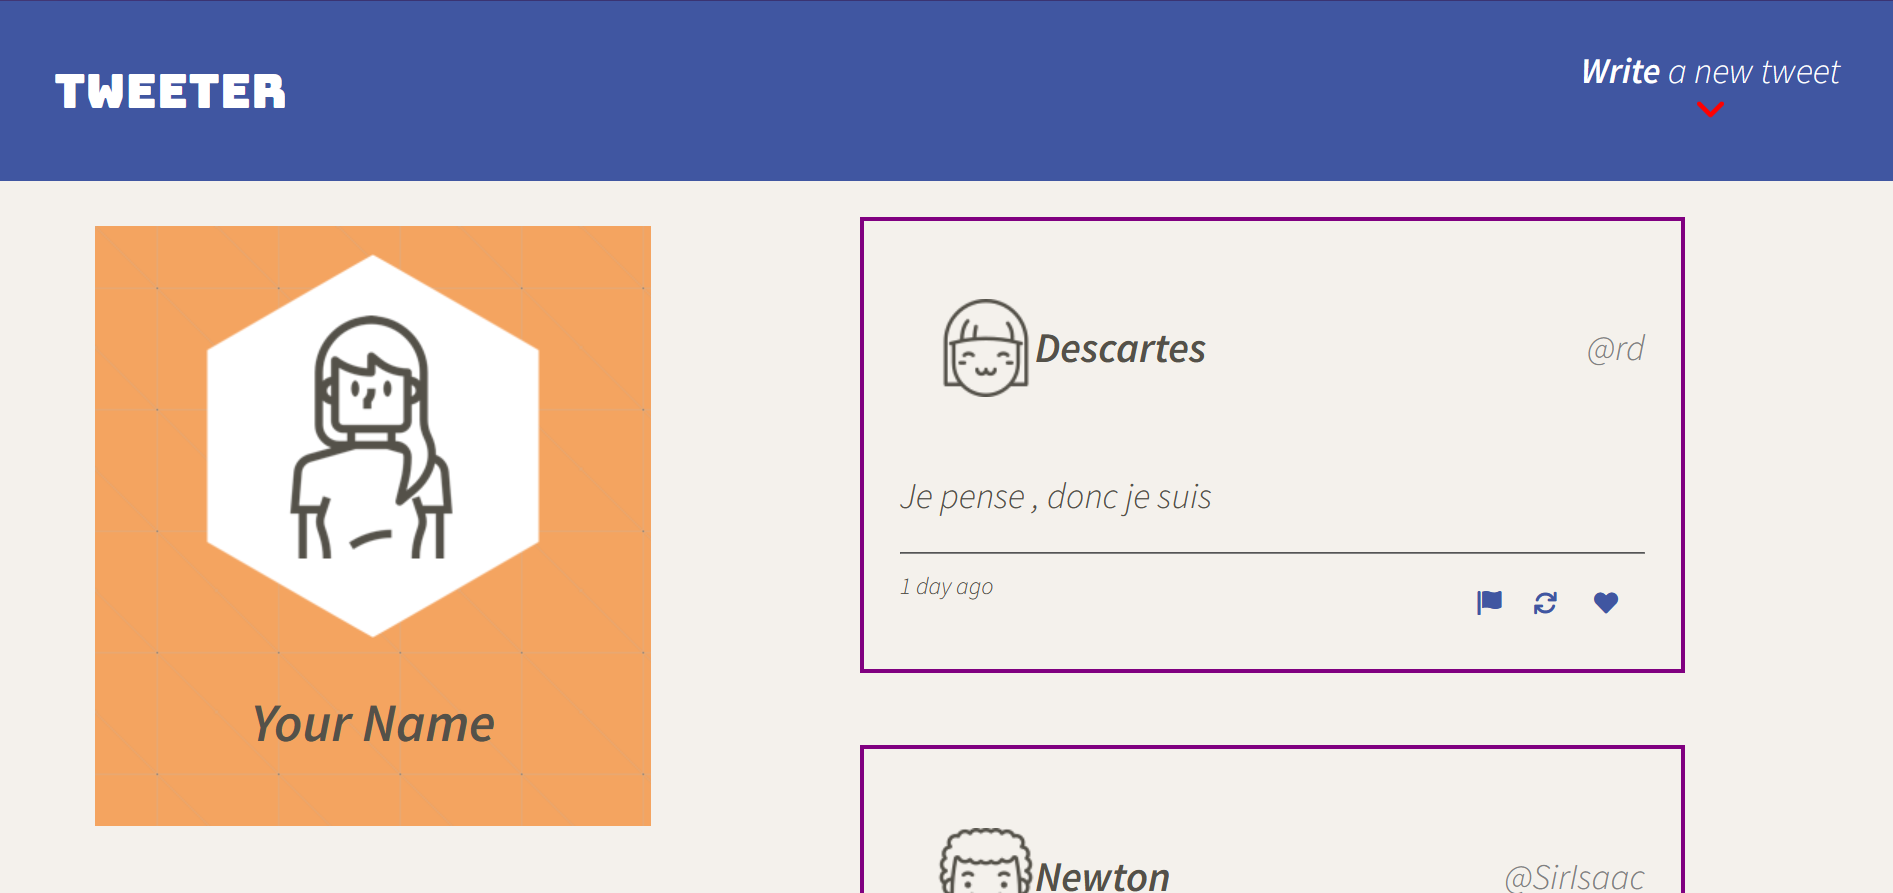 TWEETER
Write a new tweet
Your Name
Descartes
@rd
Je pense , donc je suis
1 day ago
Newton
@SirIsaac